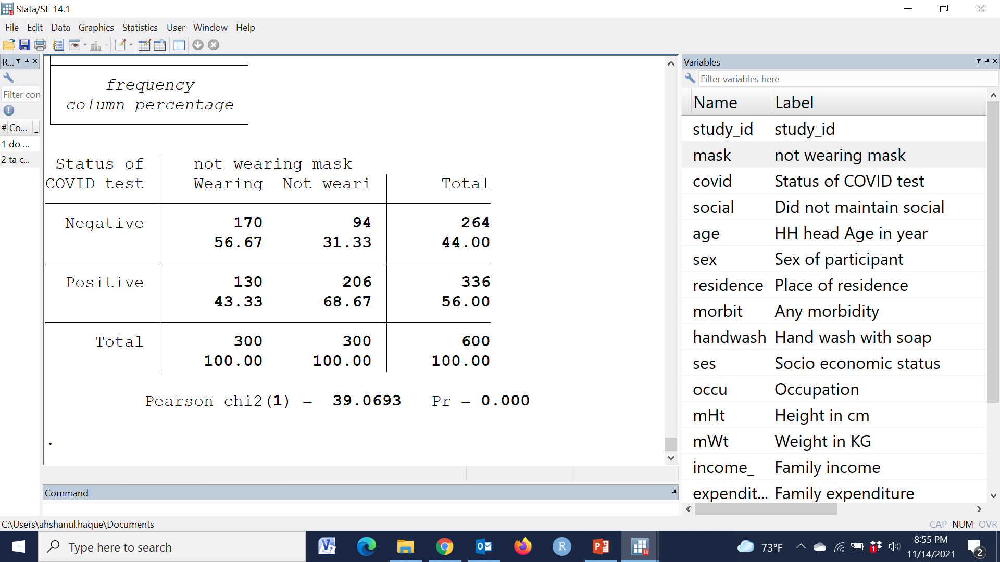 Stata/SE 14.1
File Edit Data Graphics Statistics User Window Help
R...
Filter con
# Co...
1 do ...
2 ta c...
frequency
column percentage
Status of not wearing mask
COVID test Wearing Not weari Total
Negative 170 94 264
56.67 31.33 44.00
Positive 130 206 336
43.33 68.67 56.00
Total 300 300 600
100.00 100.00 100.00
Pearson chi2(1) = 39.0693 Pr = 0.000
.
Command
Variables
Filter variables here
Name Label
study_id study_id
mask not wearing mask
covid Status of COVID test
social Did not maintain social
age HH head Age in year
sex Sex of participant
residence Place of residence
morbit Any morbidity
handwash Hand wash with soap
ses Socio economic status
occu Occupation
mHt Height in cm
mWt Weight in KG
income_ Family income
expendit... Family expenditure
C:\Users\ahshanul.haque\Documents
CAP NUM OVR
Type here to search
73°F
8:55 PM
11/14/2021
2